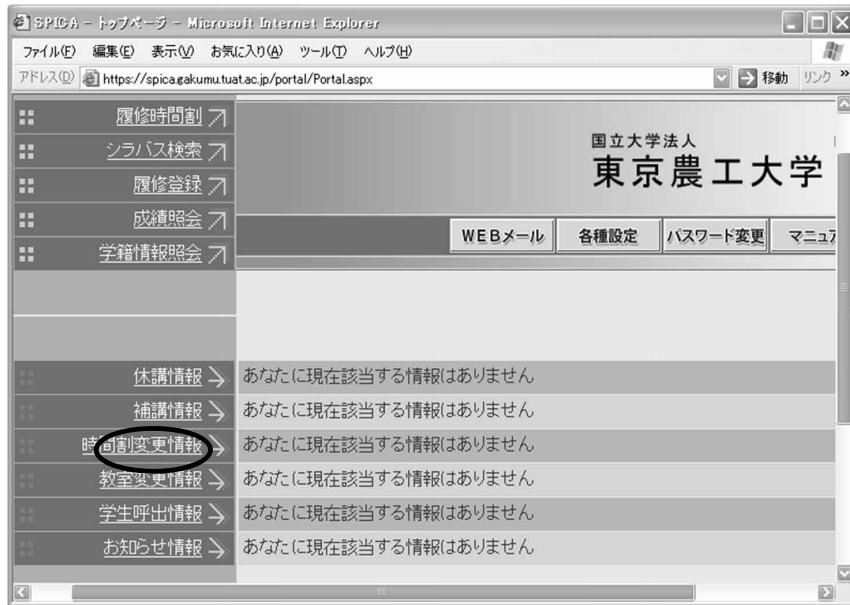 SPICA - トップページ - Microsoft Internet Explorer
ファイル(F) 編集(E) 表示(V) お気に入り(A) ツール(T) ヘルプ(H)
アドレス(D) https://spica.gakumu.tuat.ac.jp/portal/Portal.aspx 移動 リンク »
履修時間割
シラバス検索
履修登録
成績照会
学籍情報照会
国立大学法人
東京農工大学
WEBメール 各種設定 パスワード変更 マニュア
休講情報 あなたに現在該当する情報はありません
補講情報 あなたに現在該当する情報はありません
時間割変更情報 あなたに現在該当する情報はありません
教室変更情報 あなたに現在該当する情報はありません
学生呼出情報 あなたに現在該当する情報はありません
お知らせ情報 あなたに現在該当する情報はありません